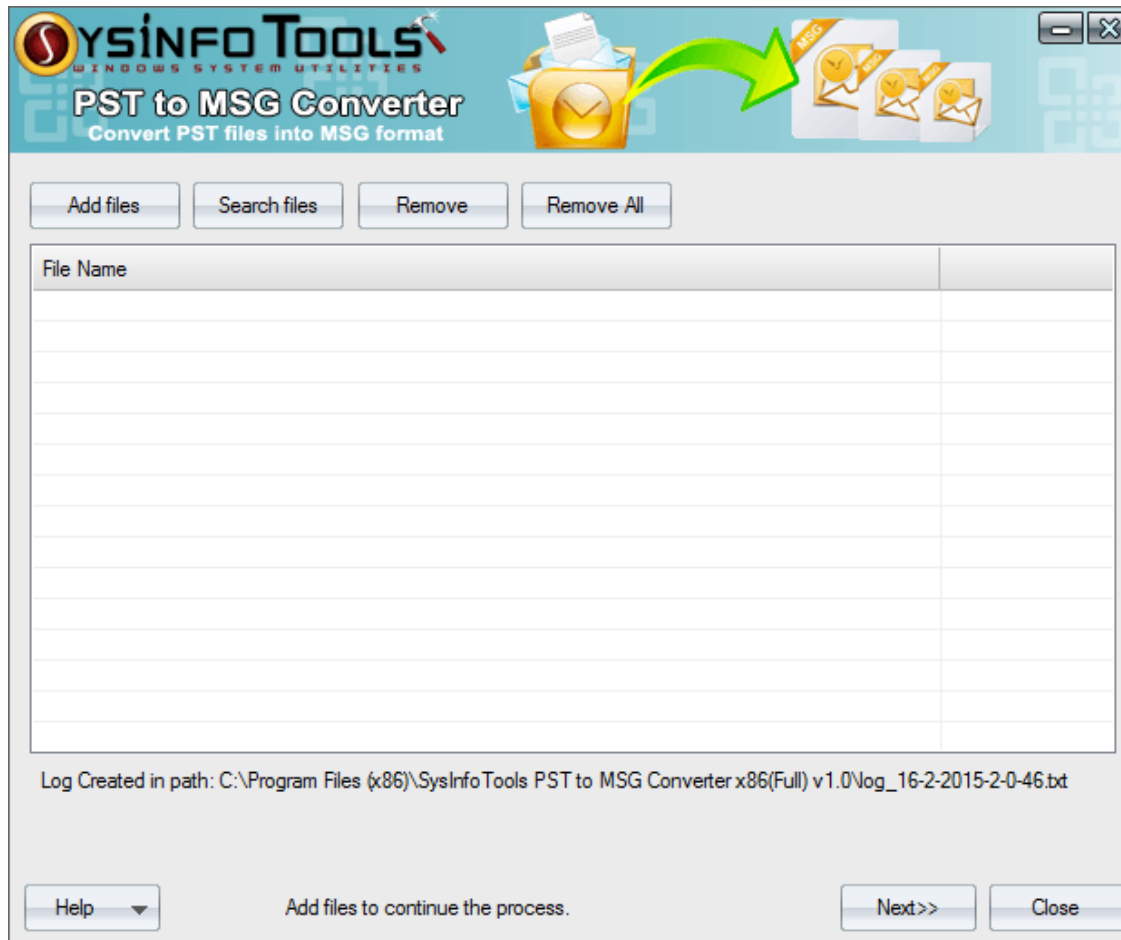 SYSINFO TOOLS
WINDOWS SYSTEM UTILITIES
PST to MSG Converter
Convert PST files into MSG format
MSG
MSG
MSG
Add files
Search files
Remove
Remove All
File Name
Log Created in path: C:\Program Files (x86)\SysInfoTools PST to MSG Converter x86(Full) v1.0\log_16-2-2015-2-0-46.txt
Help
Add files to continue the process.
Next>>
Close